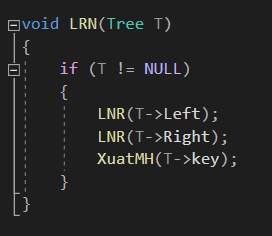 void LRN(Tree T)
{
if (T != NULL)
{
LNR(T->Left);
LNR(T->Right);
XuatMH(T->key);
}
}